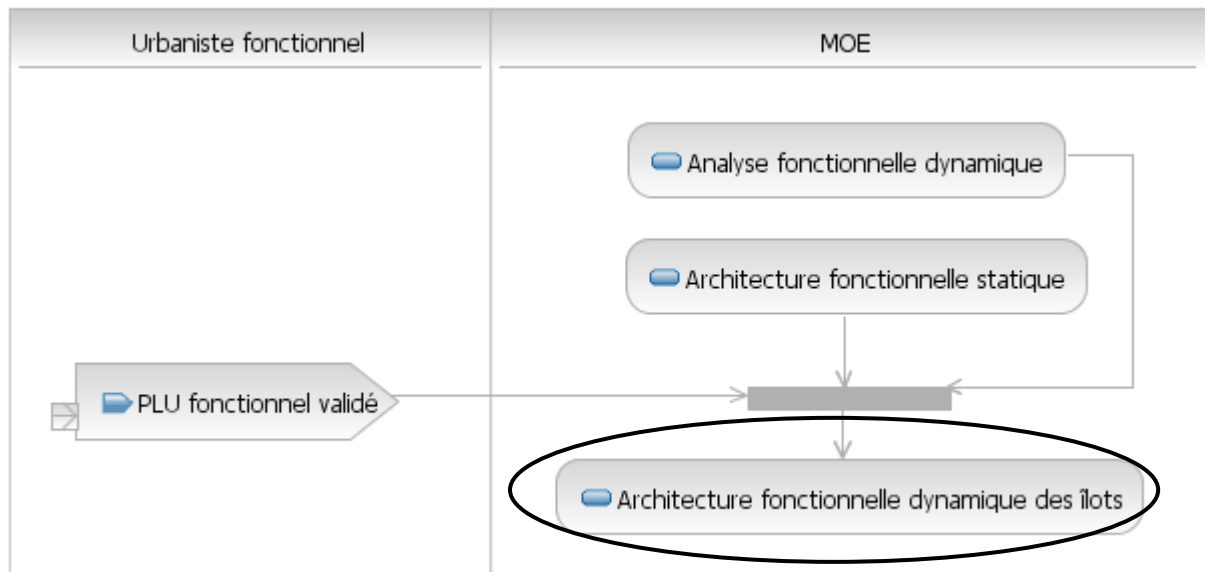 Urbaniste fonctionnel
MOE
Analyse fonctionnelle dynamique
Architecture fonctionnelle statique
PLU fonctionnel validé
Architecture fonctionnelle dynamique des îlots